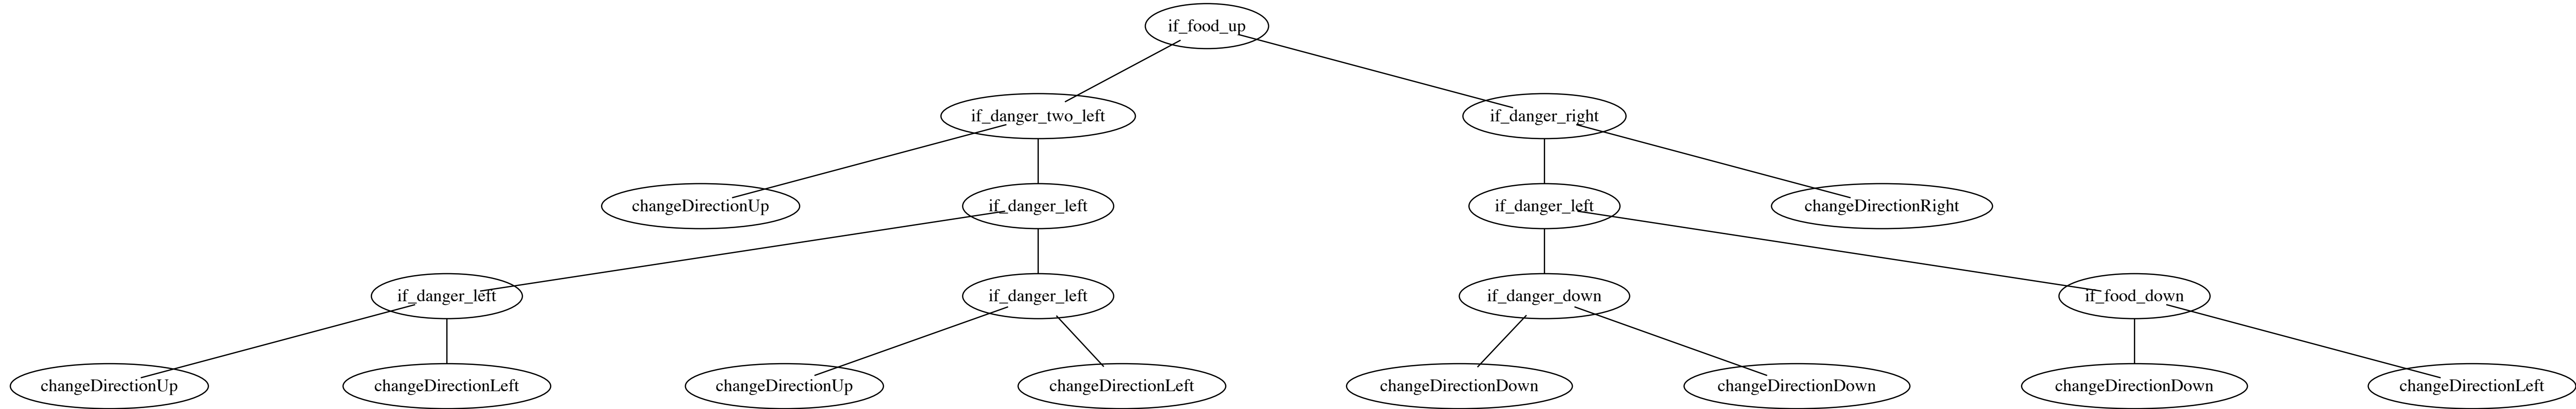 if_food_up
if_danger_two_left
if_danger_right
changeDirectionUp
if_danger_left
if_danger_left
changeDirectionRight
if_danger_left
if_danger_left
if_danger_down
if_food_down
changeDirectionUp
changeDirectionLeft
changeDirectionUp
changeDirectionLeft
changeDirectionDown
changeDirectionDown
changeDirectionDown
changeDirectionLeft